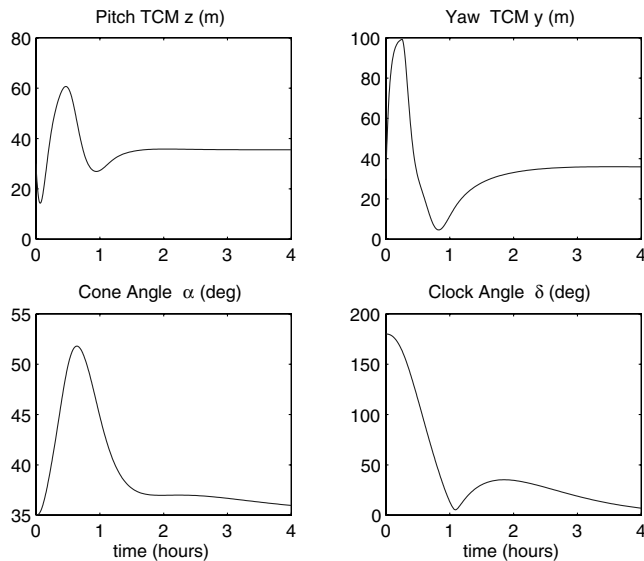 Pitch TCM z (m)
80
60
40
20
0
0 1 2 3 4
Yaw TCM y (m)
100
80
60
40
20
0
0 1 2 3 4
Cone Angle α (deg)
55
50
45
40
35
0 1 2 3 4
time (hours)
Clock Angle δ (deg)
200
150
100
50
0
0 1 2 3 4
time (hours)